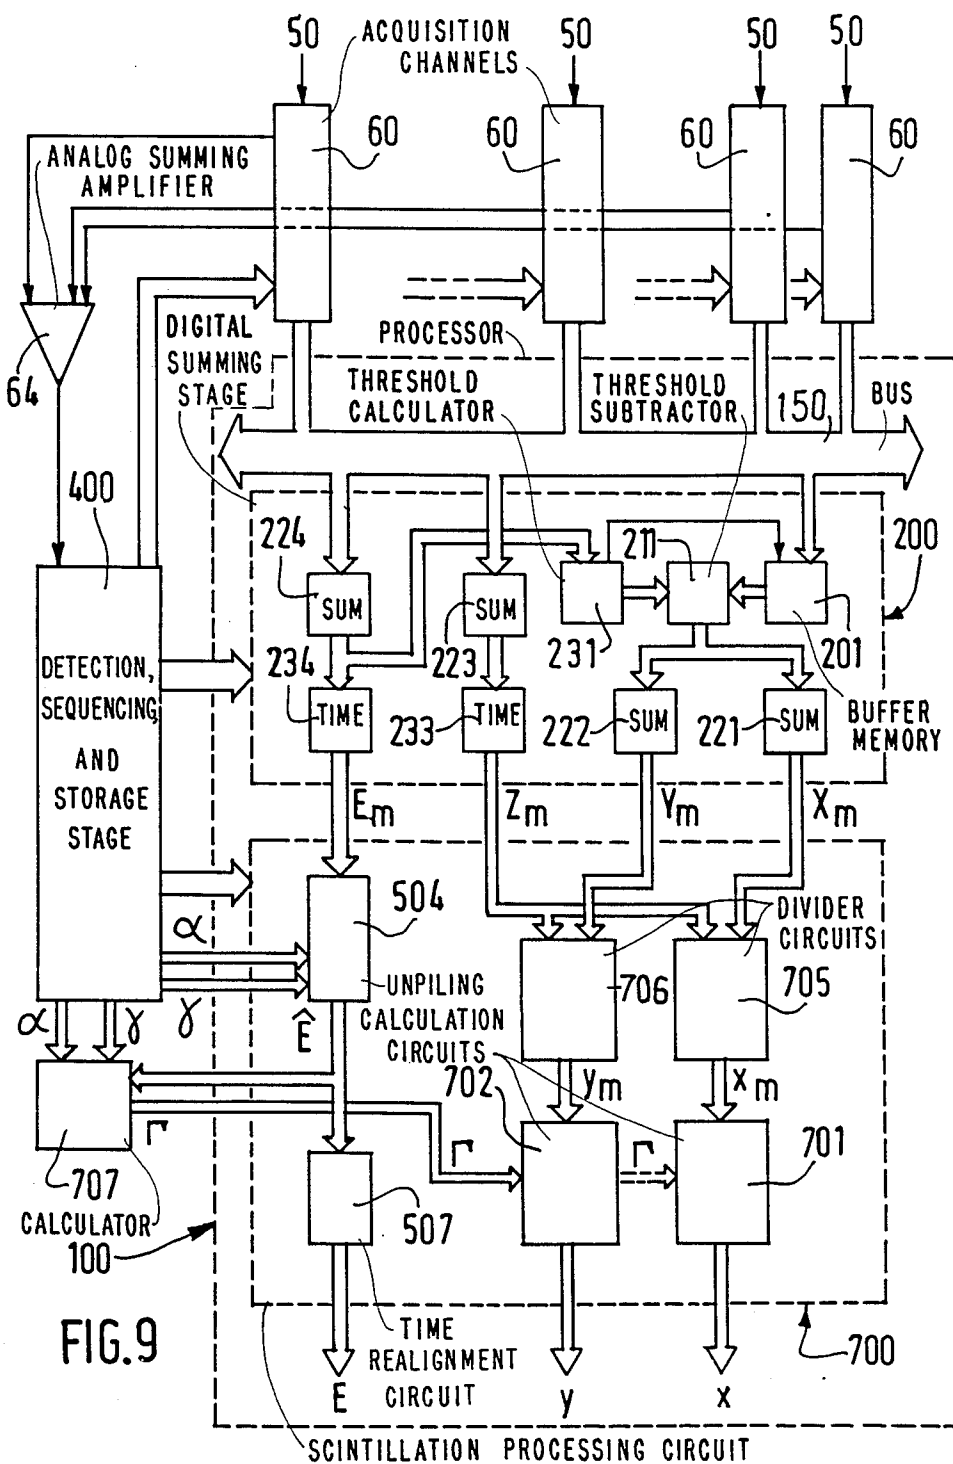 50
ACQUISITION
CHANNELS
50
50
50
60
60
60
60
ANALOG SUMMING
AMPLIFIER
64
DIGITAL
SUMMING
STAGE
PROCESSOR
THRESHOLD
CALCULATOR
THRESHOLD
SUBTRACTOR
150
BUS
400
224
SUM
223
SUM
231
211
201
200
234
TIME
233
TIME
222
SUM
221
SUM
BUFFER
MEMORY
DETECTION,
SEQUENCING,
AND
STORAGE
STAGE
Em
Zm
Ym
Xm
504
DIVIDER
CIRCUITS
α
γ
α
γ
Ê
UNPILING
CALCULATION
CIRCUITS
706
705
ym
xm
702
701
Γ
Γ
Γ
707
CALCULATOR
100
507
FIG.9
TIME
REALIGNMENT
CIRCUIT
700
E
y
x
SCINTILLATION PROCESSING CIRCUIT